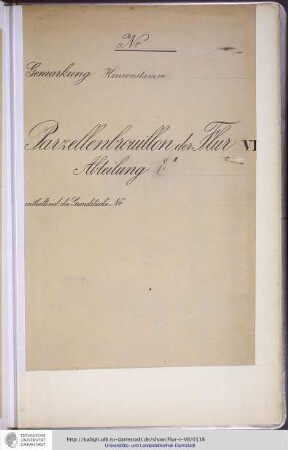 No
Gemarkung Heusenstamm
Parzellenbrouillon der Flur VI
Abteilung
enthaltend die Grundstücke No
TECHNISCHE
UNIVERSITÄT
DARMSTADT
http://tudigit.ulb.tu-darmstadt.de/show/Flur-I-VII/0118
Universitäts- und Landesbibliothek Darmstadt